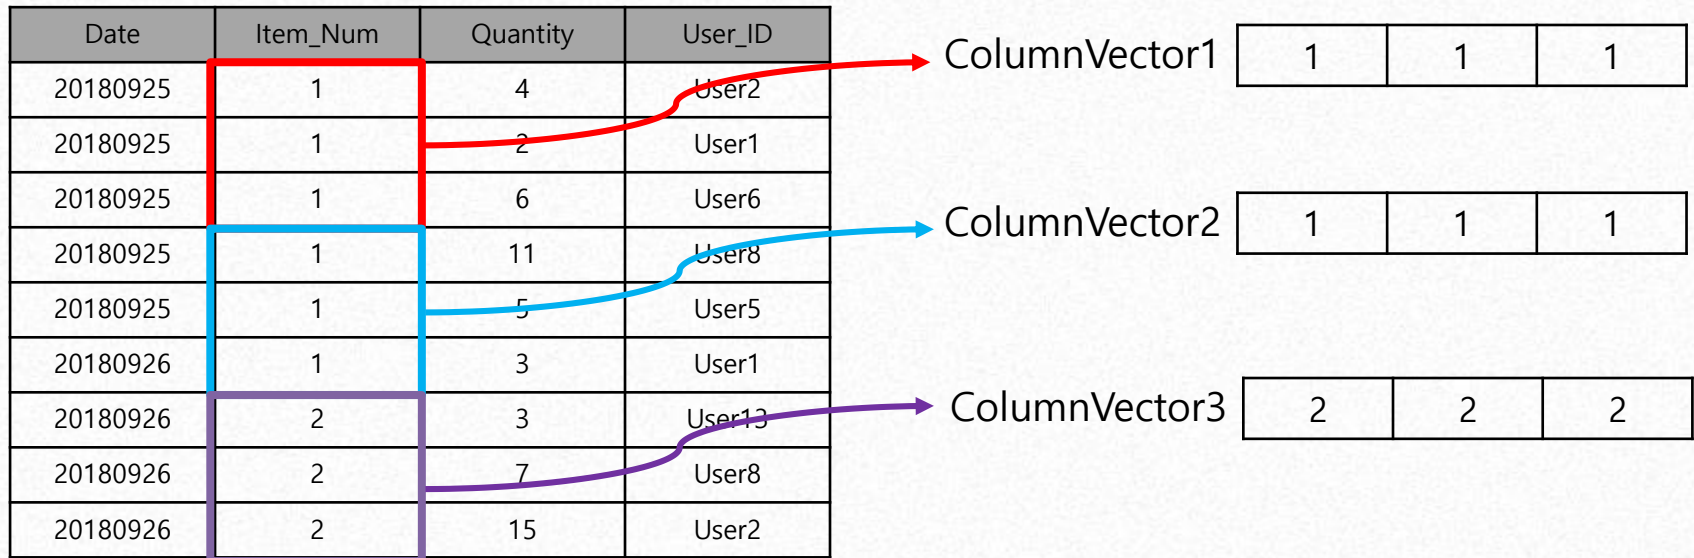 Date Item_Num Quantity User_ID
20180925 1 4 User2
20180925 1 2 User1
20180925 1 6 User6
20180925 1 11 User8
20180925 1 5 User5
20180926 1 3 User1
20180926 2 3 User13
20180926 2 7 User8
20180926 2 15 User2
ColumnVector1 1 1 1
ColumnVector2 1 1 1
ColumnVector3 2 2 2